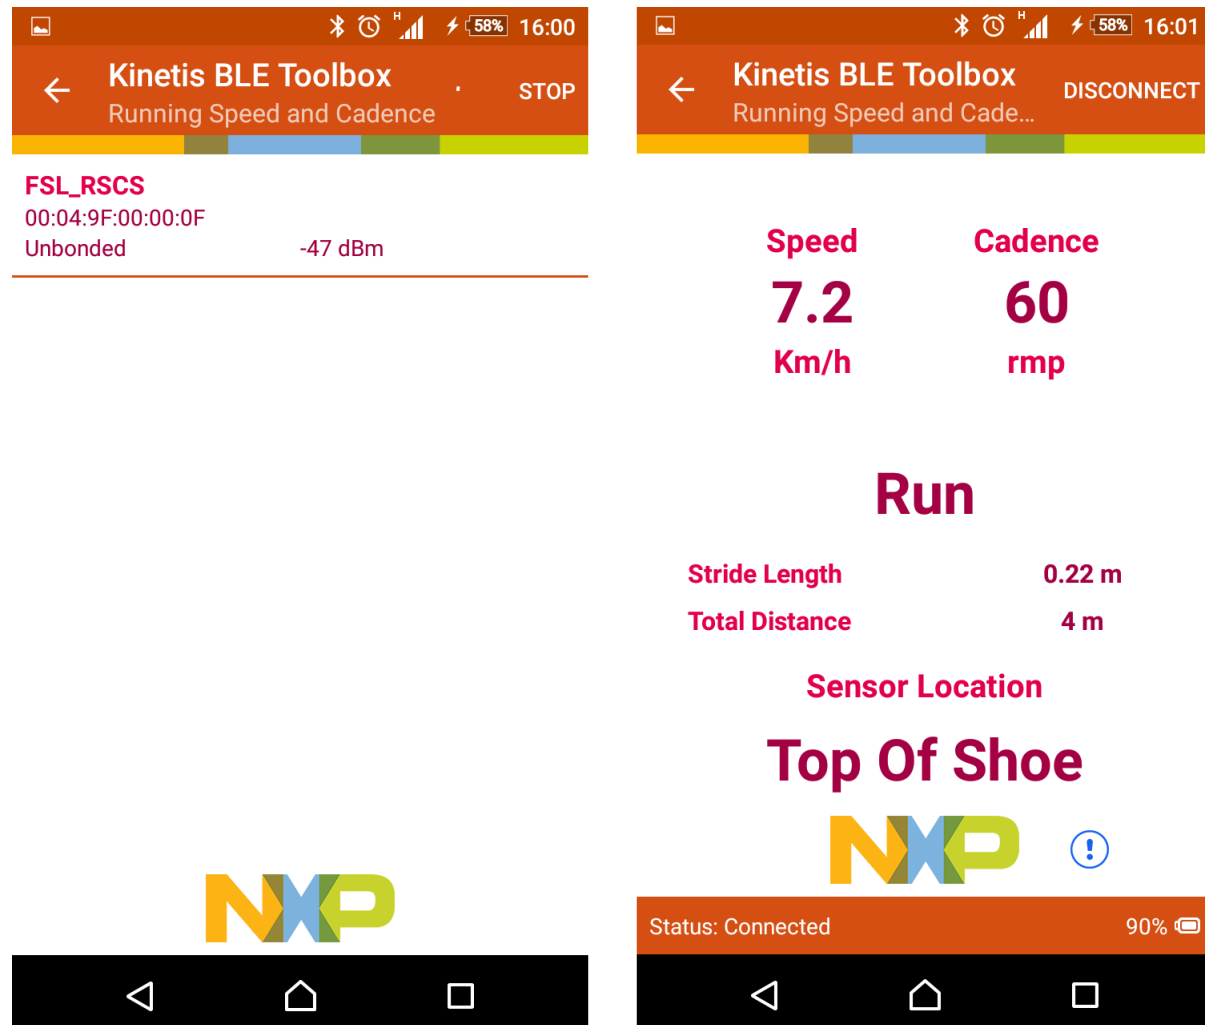 H 58% 16:00
Kinetis BLE Toolbox STOP
Running Speed and Cadence
FSL_RSCS
00:04:9F:00:00:0F
Unbonded -47 dBm
NXP
H 58% 16:01
Kinetis BLE Toolbox DISCONNECT
Running Speed and Cade...
Speed Cadence
7.2 60
Km/h rmp
Run
Stride Length 0.22 m
Total Distance 4 m
Sensor Location
Top Of Shoe
NXP !
Status: Connected 90%